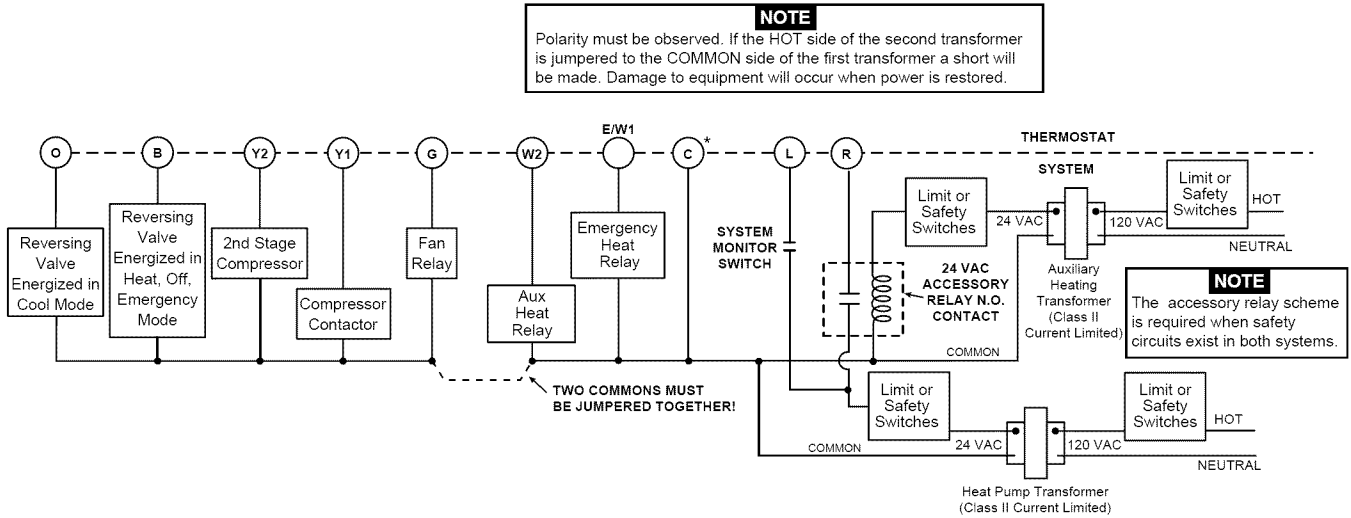 NOTE
Polarity must be observed. If the HOT side of the second transformer
is jumpered to the COMMON side of the first transformer a short will
be made. Damage to equipment will occur when power is restored.
E/W1
O
B
Y2
Y1
G
W2
C
*
L
R
THERMOSTAT
SYSTEM
Reversing
Valve
Energized in
Cool Mode
Reversing
Valve
Energized in
Heat, Off,
Emergency
Mode
2nd Stage
Compressor
Compressor
Contactor
Fan
Relay
Aux
Heat
Relay
Emergency
Heat
Relay
SYSTEM
MONITOR
SWITCH
24 VAC
ACCESSORY
RELAY N.O.
CONTACT
Limit or
Safety
Switches
24 VAC
120 VAC
Limit or
Safety
Switches
HOT
NEUTRAL
Auxiliary
Heating
Transformer
(Class II
Current Limited)
NOTE
The accessory relay scheme
is required when safety
circuits exist in both systems.
COMMON
TWO COMMONS MUST
BE JUMPERED TOGETHER!
Limit or
Safety
Switches
COMMON
24 VAC
120 VAC
Limit or
Safety
Switches
HOT
NEUTRAL
Heat Pump Transformer
(Class II Current Limited)